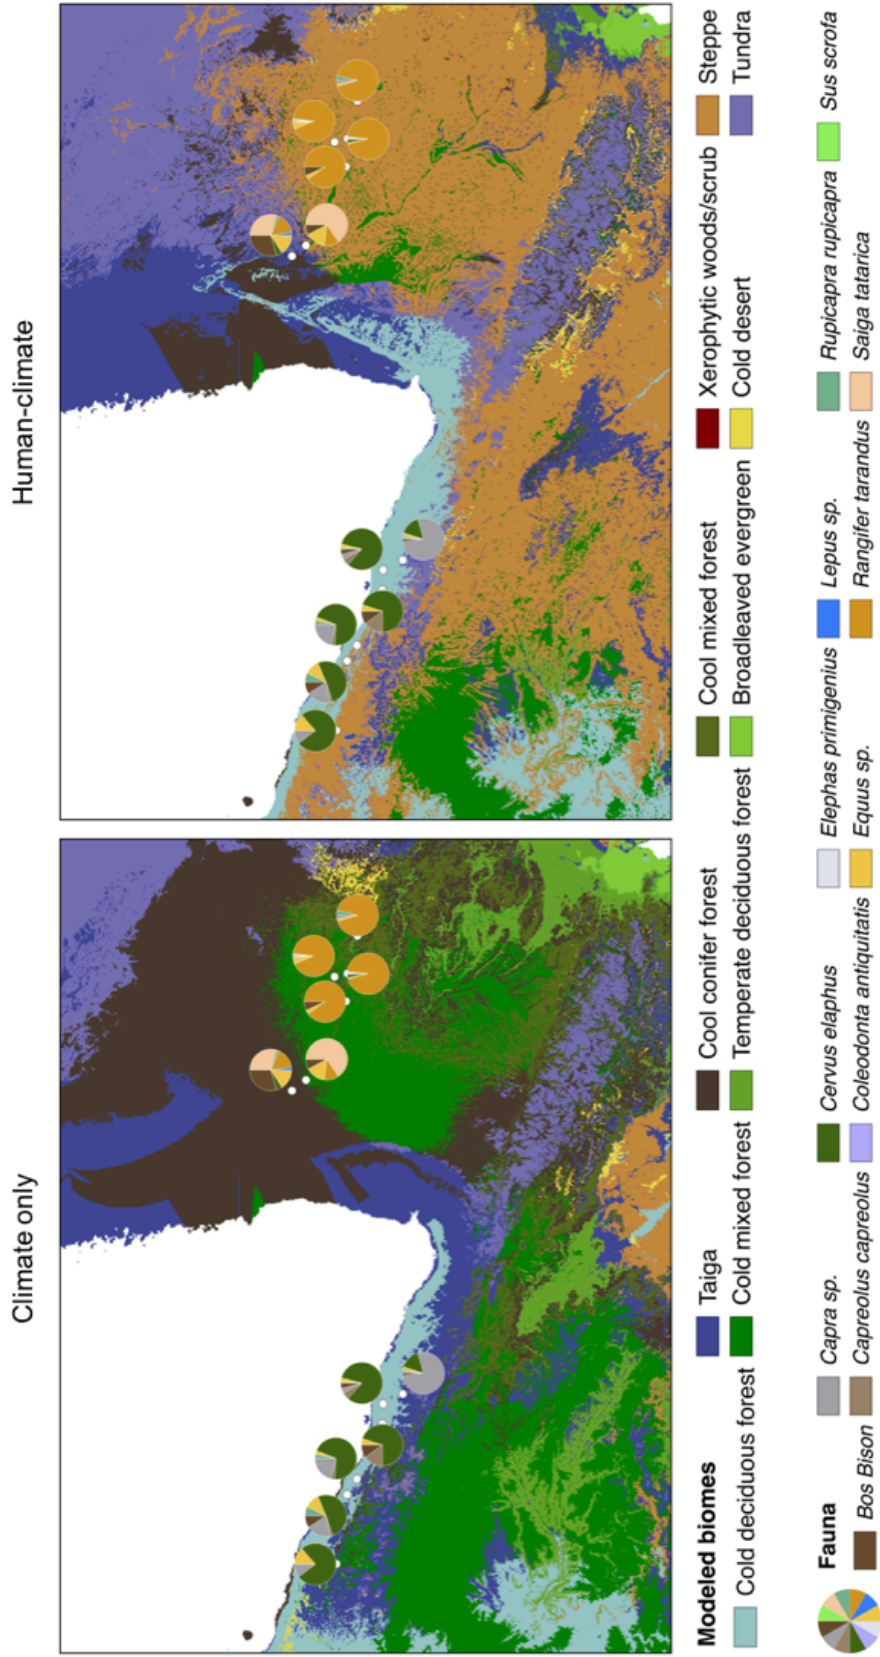 Climate only
Human-climate
Modeled biomes
Taiga
Cool conifer forest
Cool mixed forest
Xerophytic woods/scrub
Steppe
Cold deciduous forest
Cold mixed forest
Temperate deciduous forest
Broadleaved evergreen
Cold desert
Tundra
Fauna
Capra sp.
Cervus elaphus
Elephas primigenius
Lepus sp.
Rupicapra rupicapra
Sus scrofa
Bos Bison
Capreolus capreolus
Coleodonta antiquitatis
Equus sp.
Rangifer tarandus
Saiga tatarica